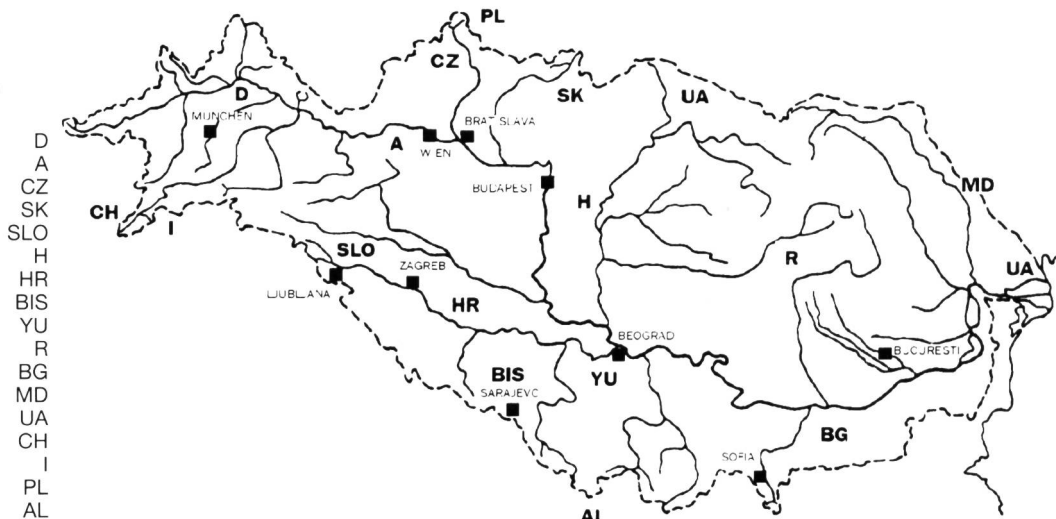 PL
CZ
SK
UA
D
MÜNCHEN
A
WIEN
BRATISLAVA
BUDAPEST
H
MD
CH
I
SLO
ZAGREB
LJUBLJANA
HR
R
UA
BEOGRAD
BUCURESTI
BIS
SARAJEVO
YU
BG
SOFIA
AL
D
A
CZ
SK
SLO
H
HR
BIS
YU
R
BG
MD
UA
CH
I
PL
AL